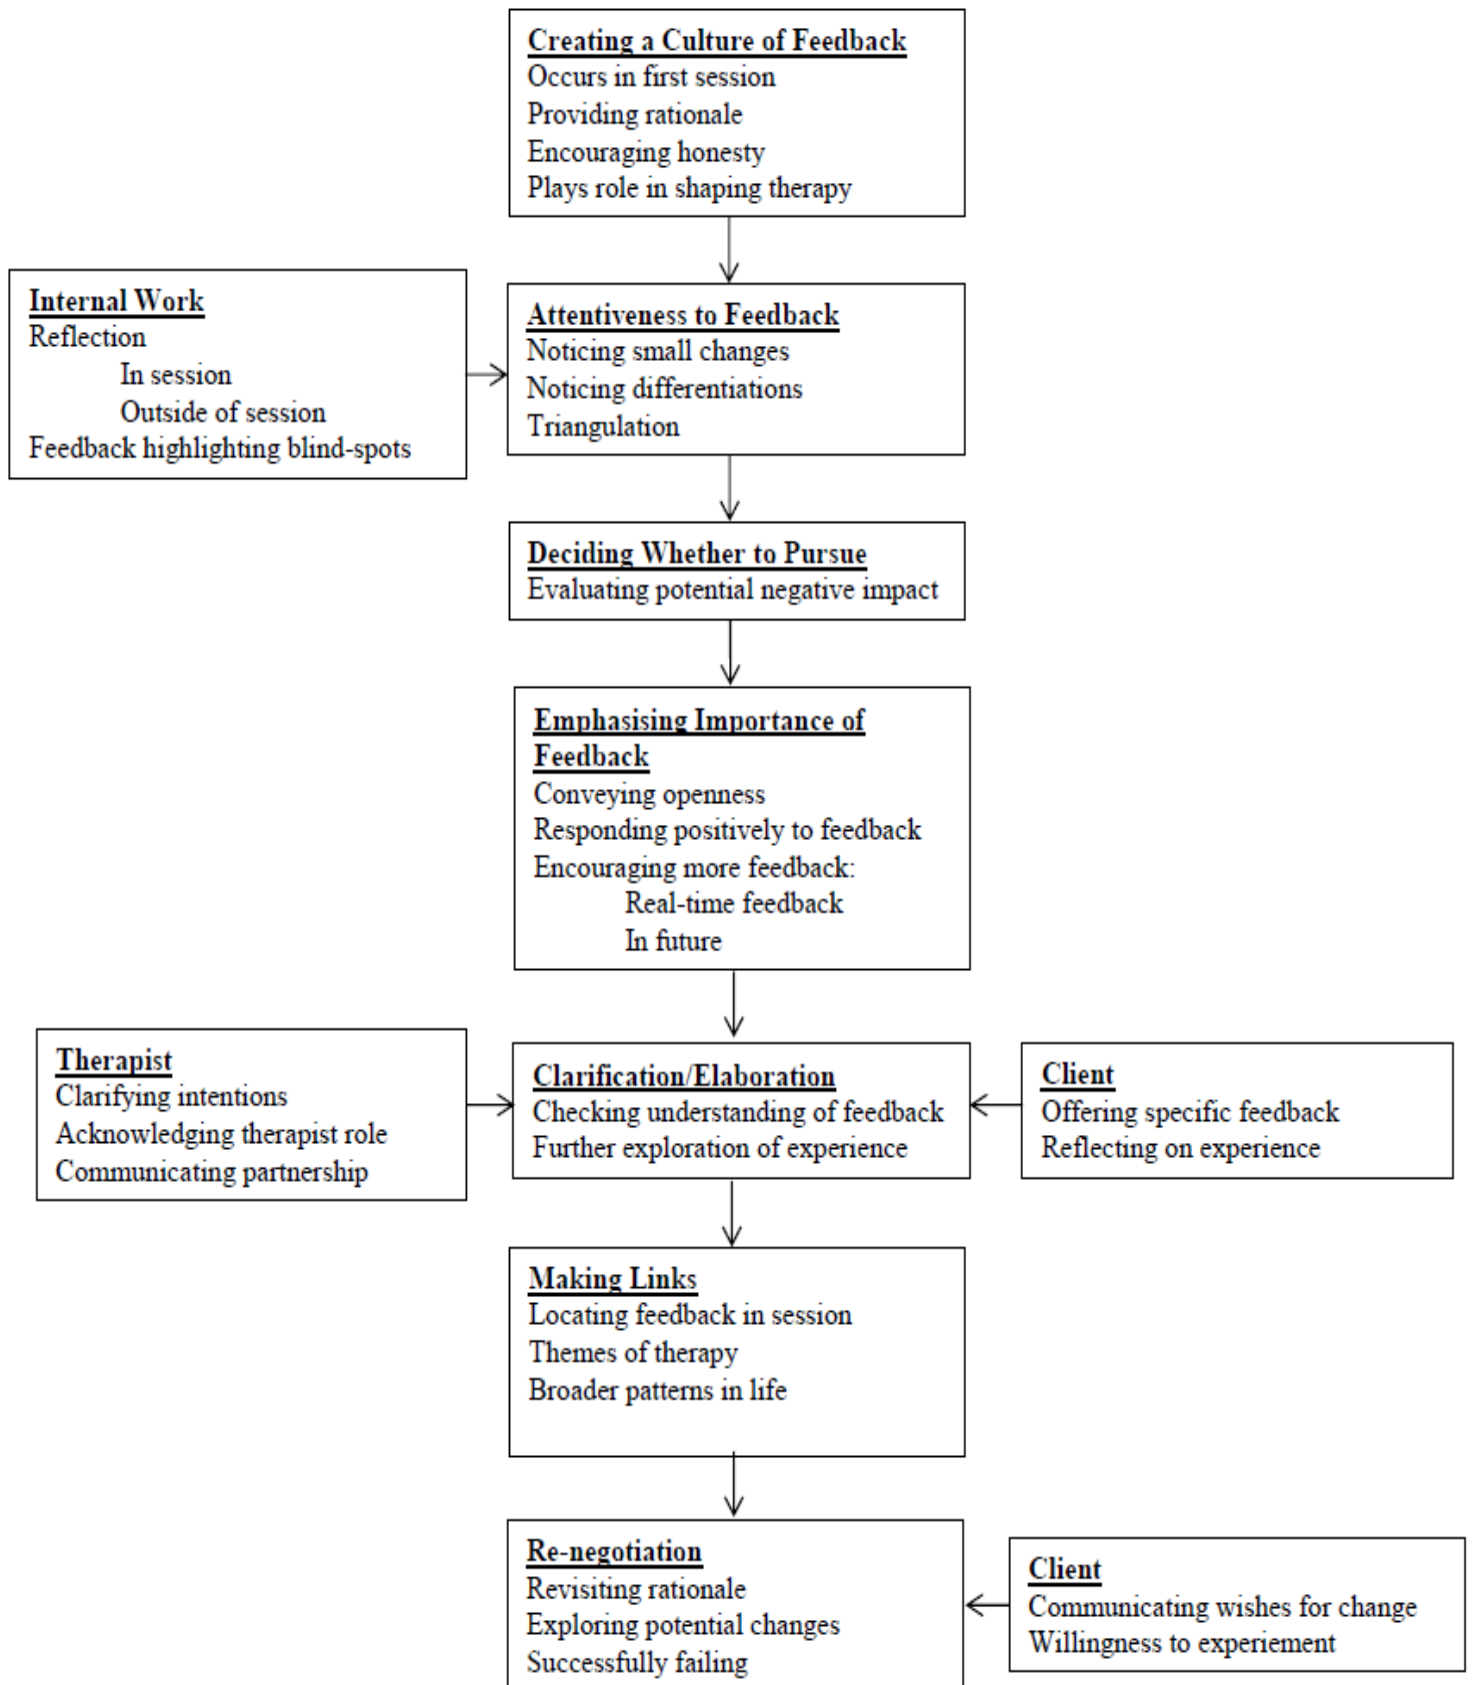 Creating a Culture of Feedback
Occurs in first session
Providing rationale
Encouraging honesty
Plays role in shaping therapy
Internal Work
Reflection
In session
Outside of session
Feedback highlighting blind-spots
Attentiveness to Feedback
Noticing small changes
Noticing differentiations
Triangulation
Deciding Whether to Pursue
Evaluating potential negative impact
Emphasising Importance of
Feedback
Conveying openness
Responding positively to feedback
Encouraging more feedback:
Real-time feedback
In future
Therapist
Clarifying intentions
Acknowledging therapist role
Communicating partnership
Clarification/Elaboration
Checking understanding of feedback
Further exploration of experience
Client
Offering specific feedback
Reflecting on experience
Making Links
Locating feedback in session
Themes of therapy
Broader patterns in life
Re-negotiation
Revisiting rationale
Exploring potential changes
Successfully failing
Client
Communicating wishes for change
Willingness to experiement